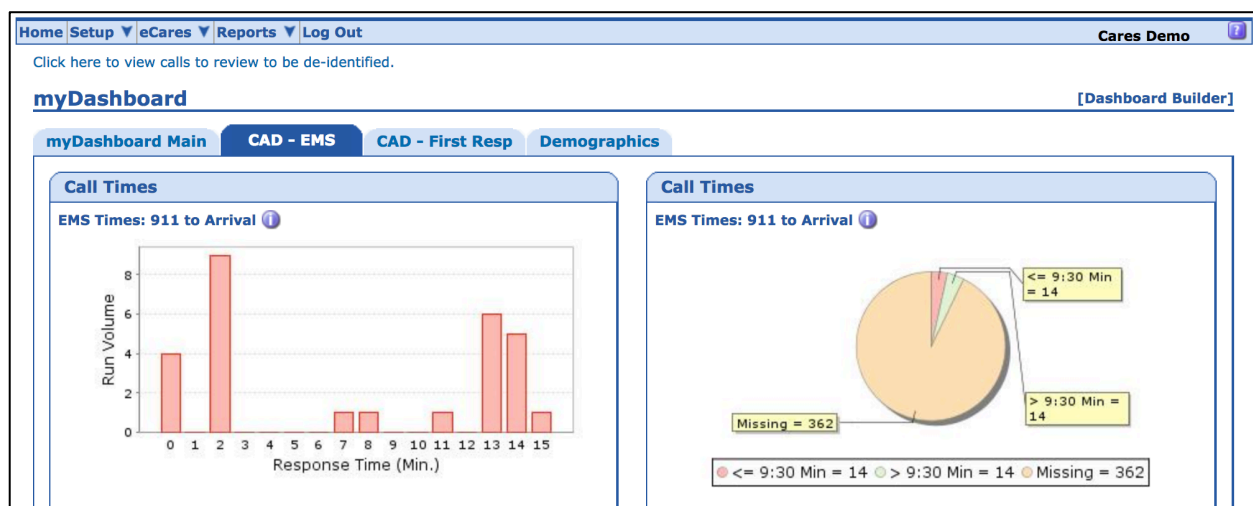 Home Setup eCares Reports Log Out
Cares Demo
?
Click here to view calls to review to be de-identified.
myDashboard
[Dashboard Builder]
myDashboard Main CAD - EMS CAD - First Resp Demographics
Call Times
EMS Times: 911 to Arrival i
8
6
4
2
0
Run Volume
0 1 2 3 4 5 6 7 8 9 10 11 12 13 14 15
Response Time (Min.)
Call Times
EMS Times: 911 to Arrival i
<= 9:30 Min
= 14
> 9:30 Min =
14
Missing = 362
<= 9:30 Min = 14 > 9:30 Min = 14 Missing = 362